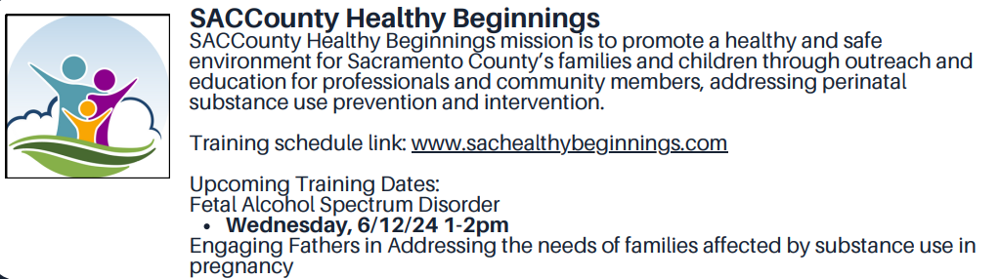 SACCounty Healthy Beginnings
SACCounty Healthy Beginnings mission is to promote a healthy and safe
environment for Sacramento County's families and children through outreach and
education for professionals and community members, addressing perinatal
substance use prevention and intervention.
Training schedule link: www.sachealthybeginnings.com
Upcoming Training Dates:
Fetal Alcohol Spectrum Disorder
• Wednesday, 6/12/24 1-2pm
Engaging Fathers in Addressing the needs of families affected by substance use in
pregnancy